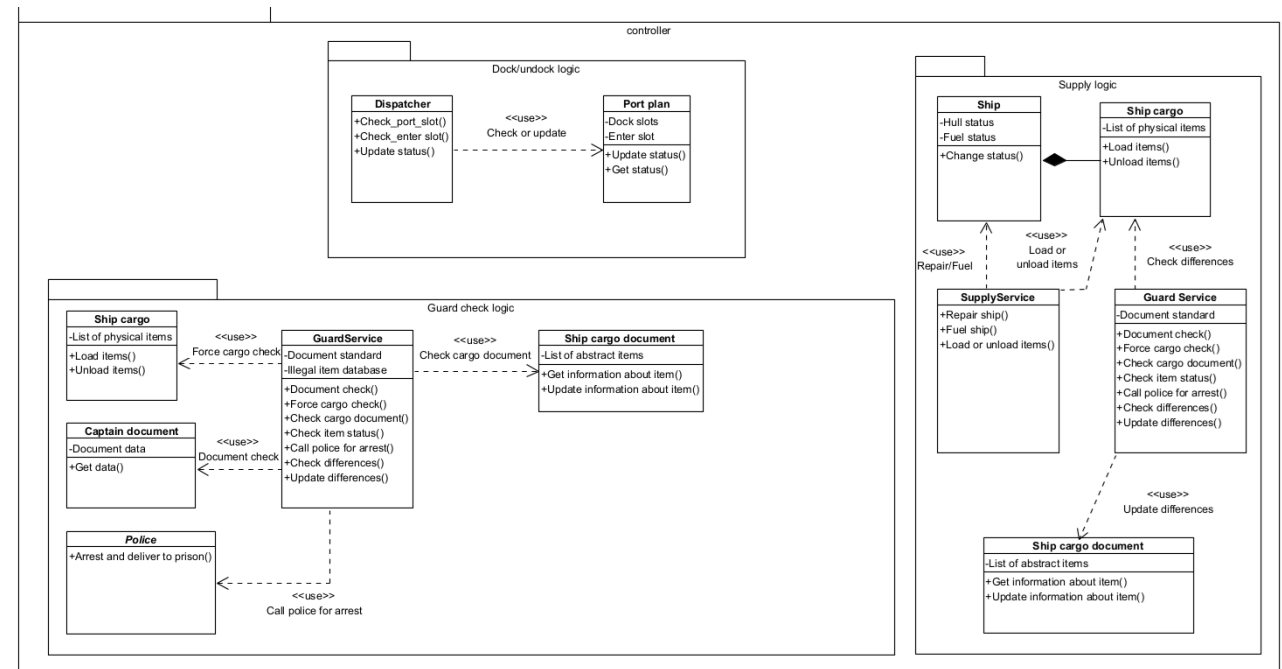 controller
Dock/undock logic
Dispatcher
+Check_port_slot()
+Check_enter slot()
+Update status()
<<use>>
Check or update
Port plan
-Dock slots
-Enter slot
+Update status()
+Get status()
Supply logic
Ship
-Hull status
-Fuel status
+Change status()
Ship cargo
-List of physical items
+Load items()
+Unload items()
<<use>>
Repair/Fuel
<<use>>
Load or
unload items
<<use>>
Check differences
SupplyService
+Repair ship()
+Fuel ship()
+Load or unload items()
Guard Service
-Document standard
+Document check()
+Force cargo check()
+Check cargo document()
+Check item status()
+Call police for arrest()
+Check differences()
+Update differences()
<<use>>
Update differences
Ship cargo document
-List of abstract items
+Get information about item()
+Update information about item()
Guard check logic
Ship cargo
-List of physical items
+Load items()
+Unload items()
<<use>>
Force cargo check
GuardService
-Document standard
-Illegal item database
+Document check()
+Force cargo check()
+Check cargo document()
+Check item status()
+Call police for arrest()
+Check differences()
+Update differences()
<<use>>
Check cargo document
Ship cargo document
-List of abstract items
+Get information about item()
+Update information about item()
Captain document
-Document data
+Get data()
<<use>>
Document check
Police
+Arrest and deliver to prison()
<<use>>
Call police for arrest